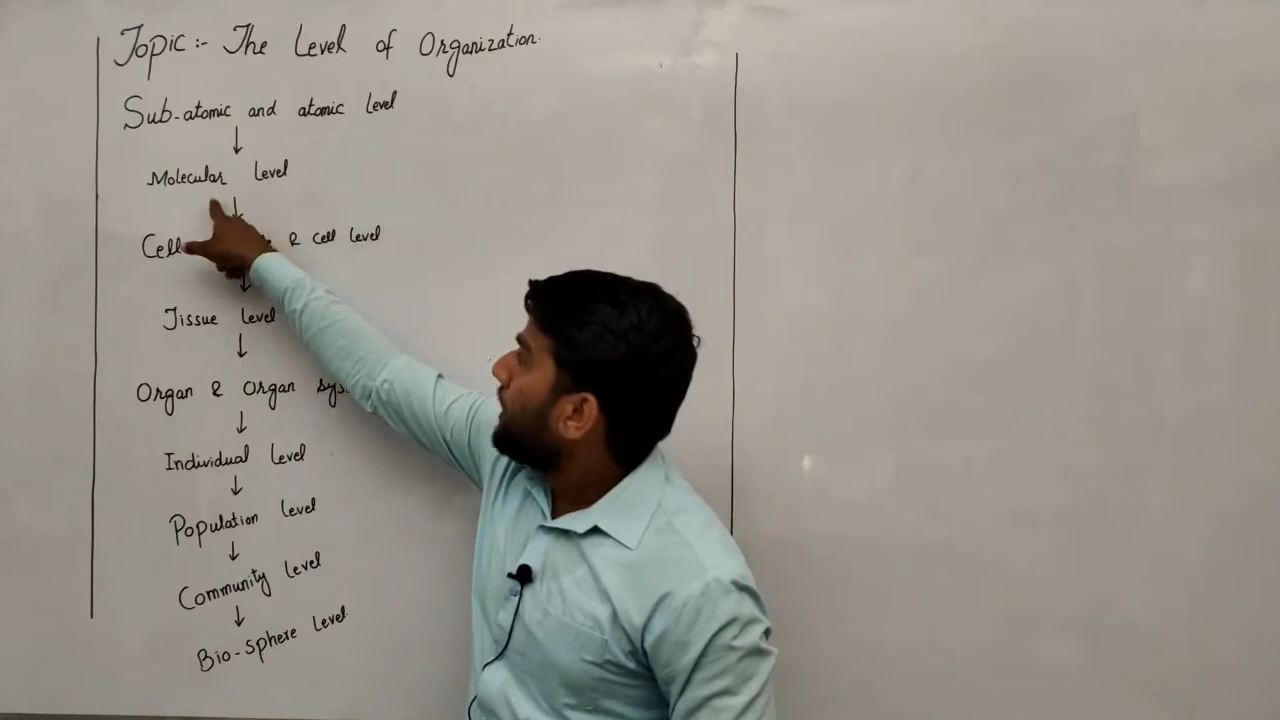 Topic:- The Level of Organization.
Sub-atomic and atomic Level
Molecular Level
Cell & Cell Level
Tissue Level
Organ & Organ
Individual Level
Population Level
Community Level
Bio-sphere Level